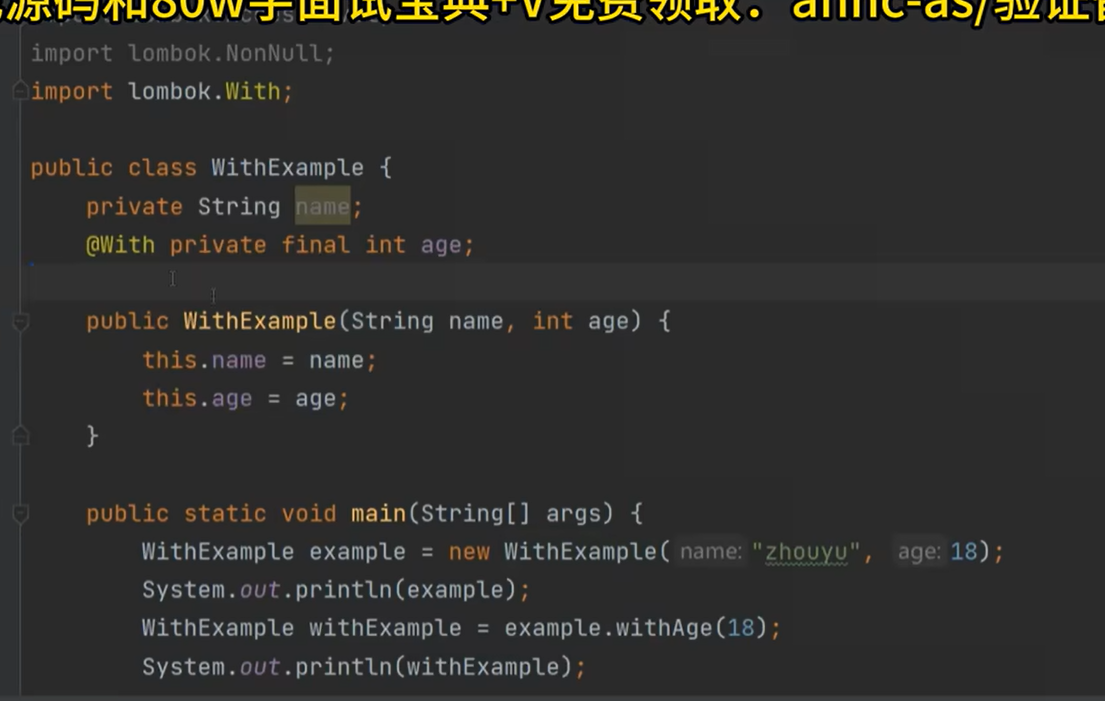 源码和80w字面试宝典+V免费领取：annc-as/验证
import lombok.NonNull;
import lombok.With;
public class WithExample {
private String name;
@With private final int age;
public WithExample(String name, int age) {
this.name = name;
this.age = age;
}
public static void main(String[] args) {
WithExample example = new WithExample( name: "zhouyu", age: 18);
System.out.println(example);
WithExample withExample = example.withAge(18);
System.out.println(withExample);